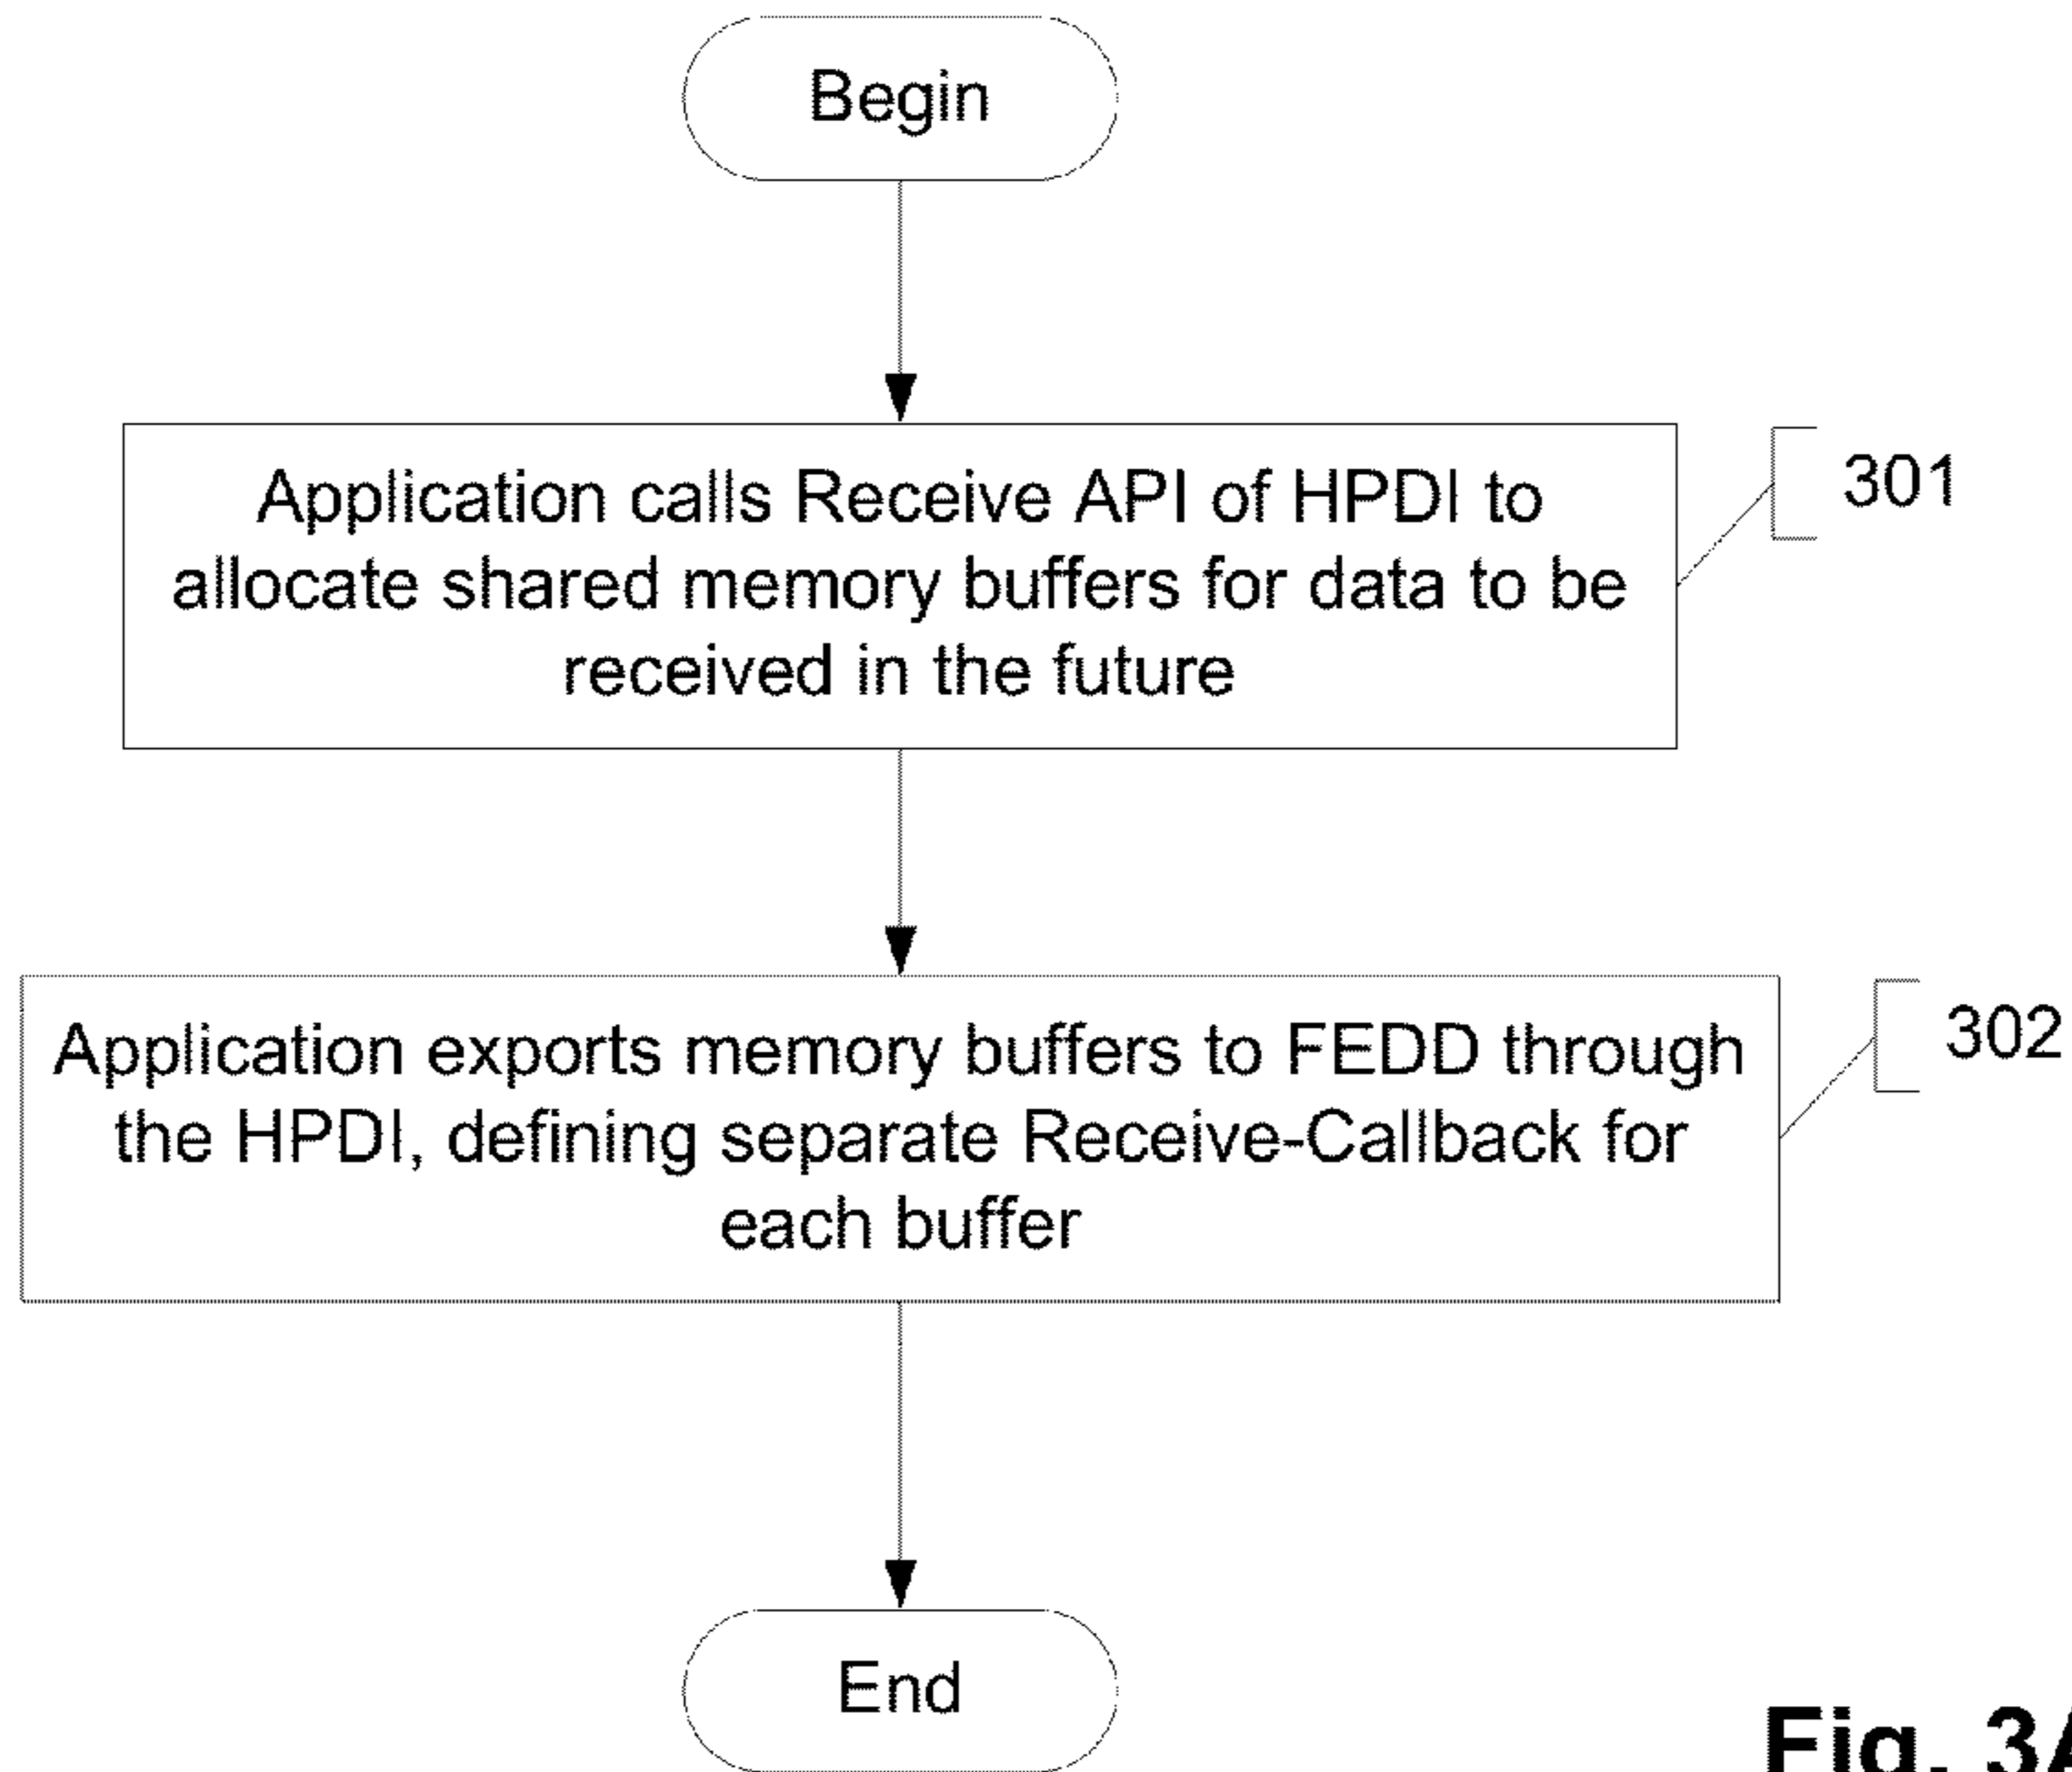 Begin
Application calls Receive API of HPDI to
allocate shared memory buffers for data to be
received in the future
301
Application exports memory buffers to FEDD through
the HPDI, defining separate Receive-Callback for
each buffer
302
End
Fig. 3A